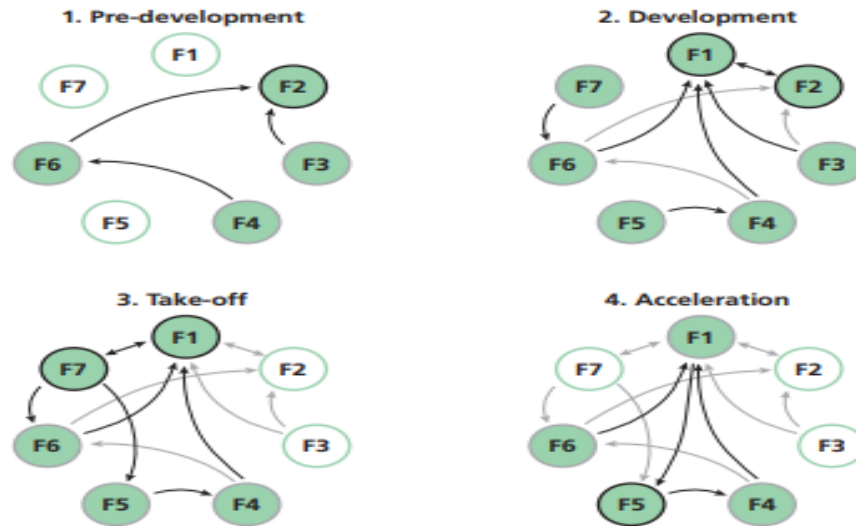 1. Pre-development
F1
F7
F2
F6
F3
F5
F4
2. Development
F1
F7
F2
F6
F3
F5
F4
3. Take-off
F1
F7
F2
F6
F3
F5
F4
4. Acceleration
F1
F7
F2
F6
F3
F5
F4